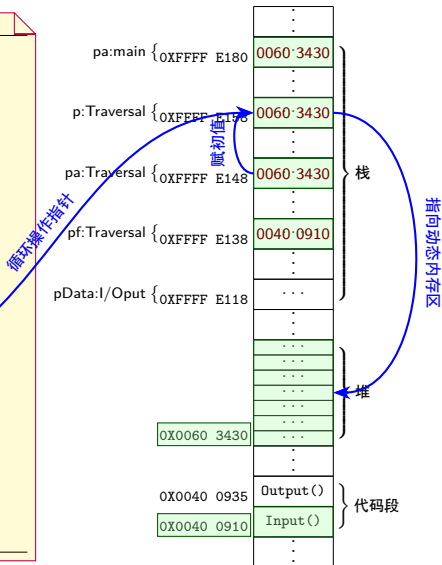 pa:main {0XFFFF E180 0060 3430
p:Traversal {0XFFFF E158 0060 3430
赋初值
pa:Traversal {0XFFFF E148 0060 3430
栈
循环操作指针
指向动态内存区
pf:Traversal {0XFFFF E138 0040 0910
pData:I/Oput {0XFFFF E118 ...
...
...
...
...
堆
...
...
0X0060 3430 ...
0X0040 0935 Output()
代码段
0X0040 0910 Input()